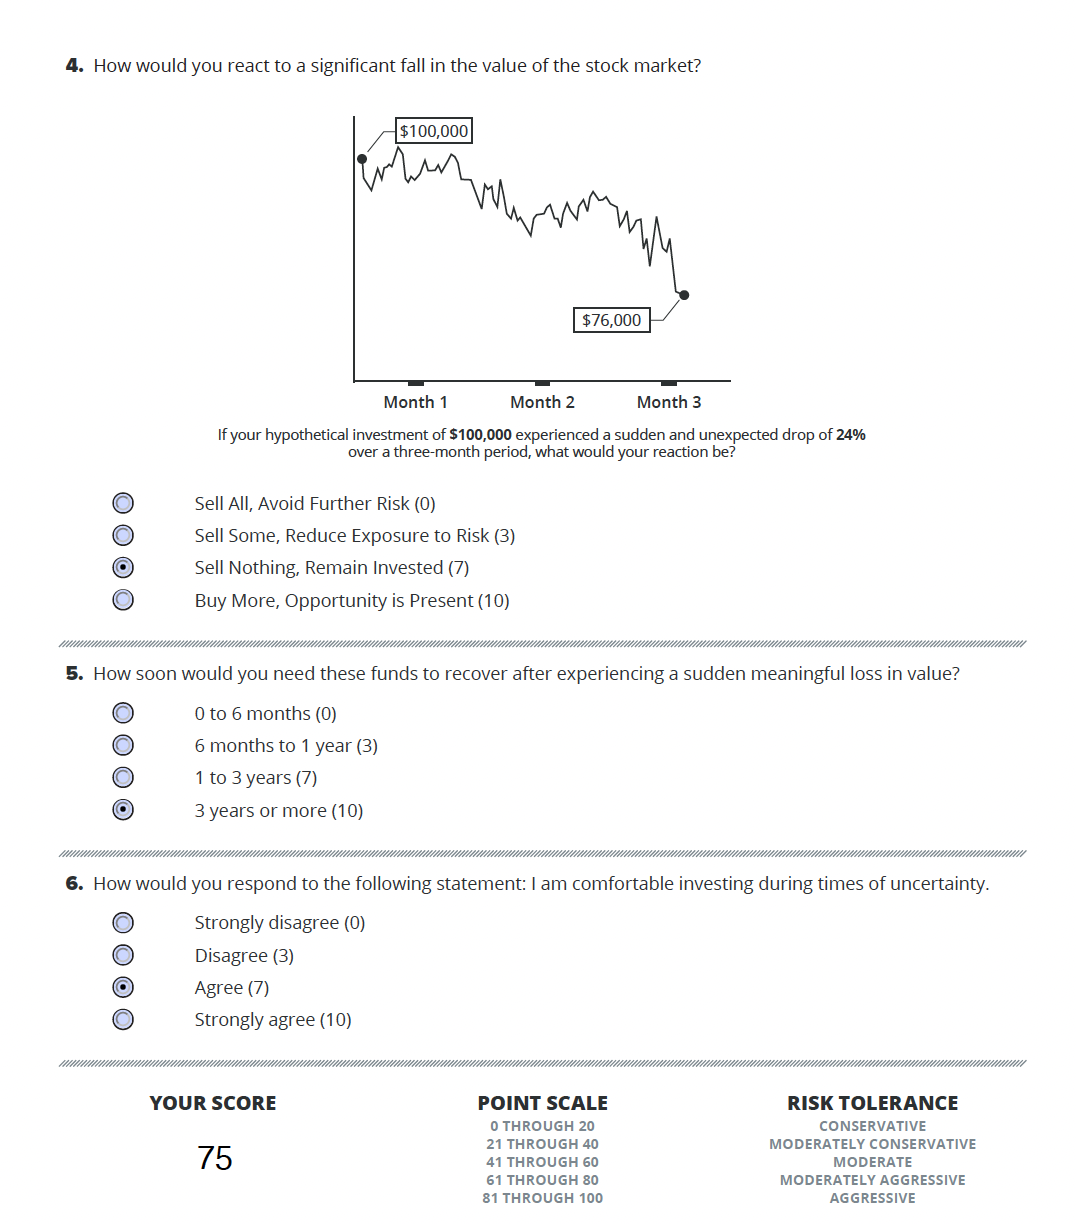 4. How would you react to a significant fall in the value of the stock market?
$100,000
$76,000
Month 1 Month 2 Month 3
If your hypothetical investment of $100,000 experienced a sudden and unexpected drop of 24%
over a three-month period, what would your reaction be?
Sell All, Avoid Further Risk (0)
Sell Some, Reduce Exposure to Risk (3)
Sell Nothing, Remain Invested (7)
Buy More, Opportunity is Present (10)
5. How soon would you need these funds to recover after experiencing a sudden meaningful loss in value?
0 to 6 months (0)
6 months to 1 year (3)
1 to 3 years (7)
3 years or more (10)
6. How would you respond to the following statement: I am comfortable investing during times of uncertainty.
Strongly disagree (0)
Disagree (3)
Agree (7)
Strongly agree (10)
YOUR SCORE
75
POINT SCALE
0 THROUGH 20
21 THROUGH 40
41 THROUGH 60
61 THROUGH 80
81 THROUGH 100
RISK TOLERANCE
CONSERVATIVE
MODERATELY CONSERVATIVE
MODERATE
MODERATELY AGGRESSIVE
AGGRESSIVE